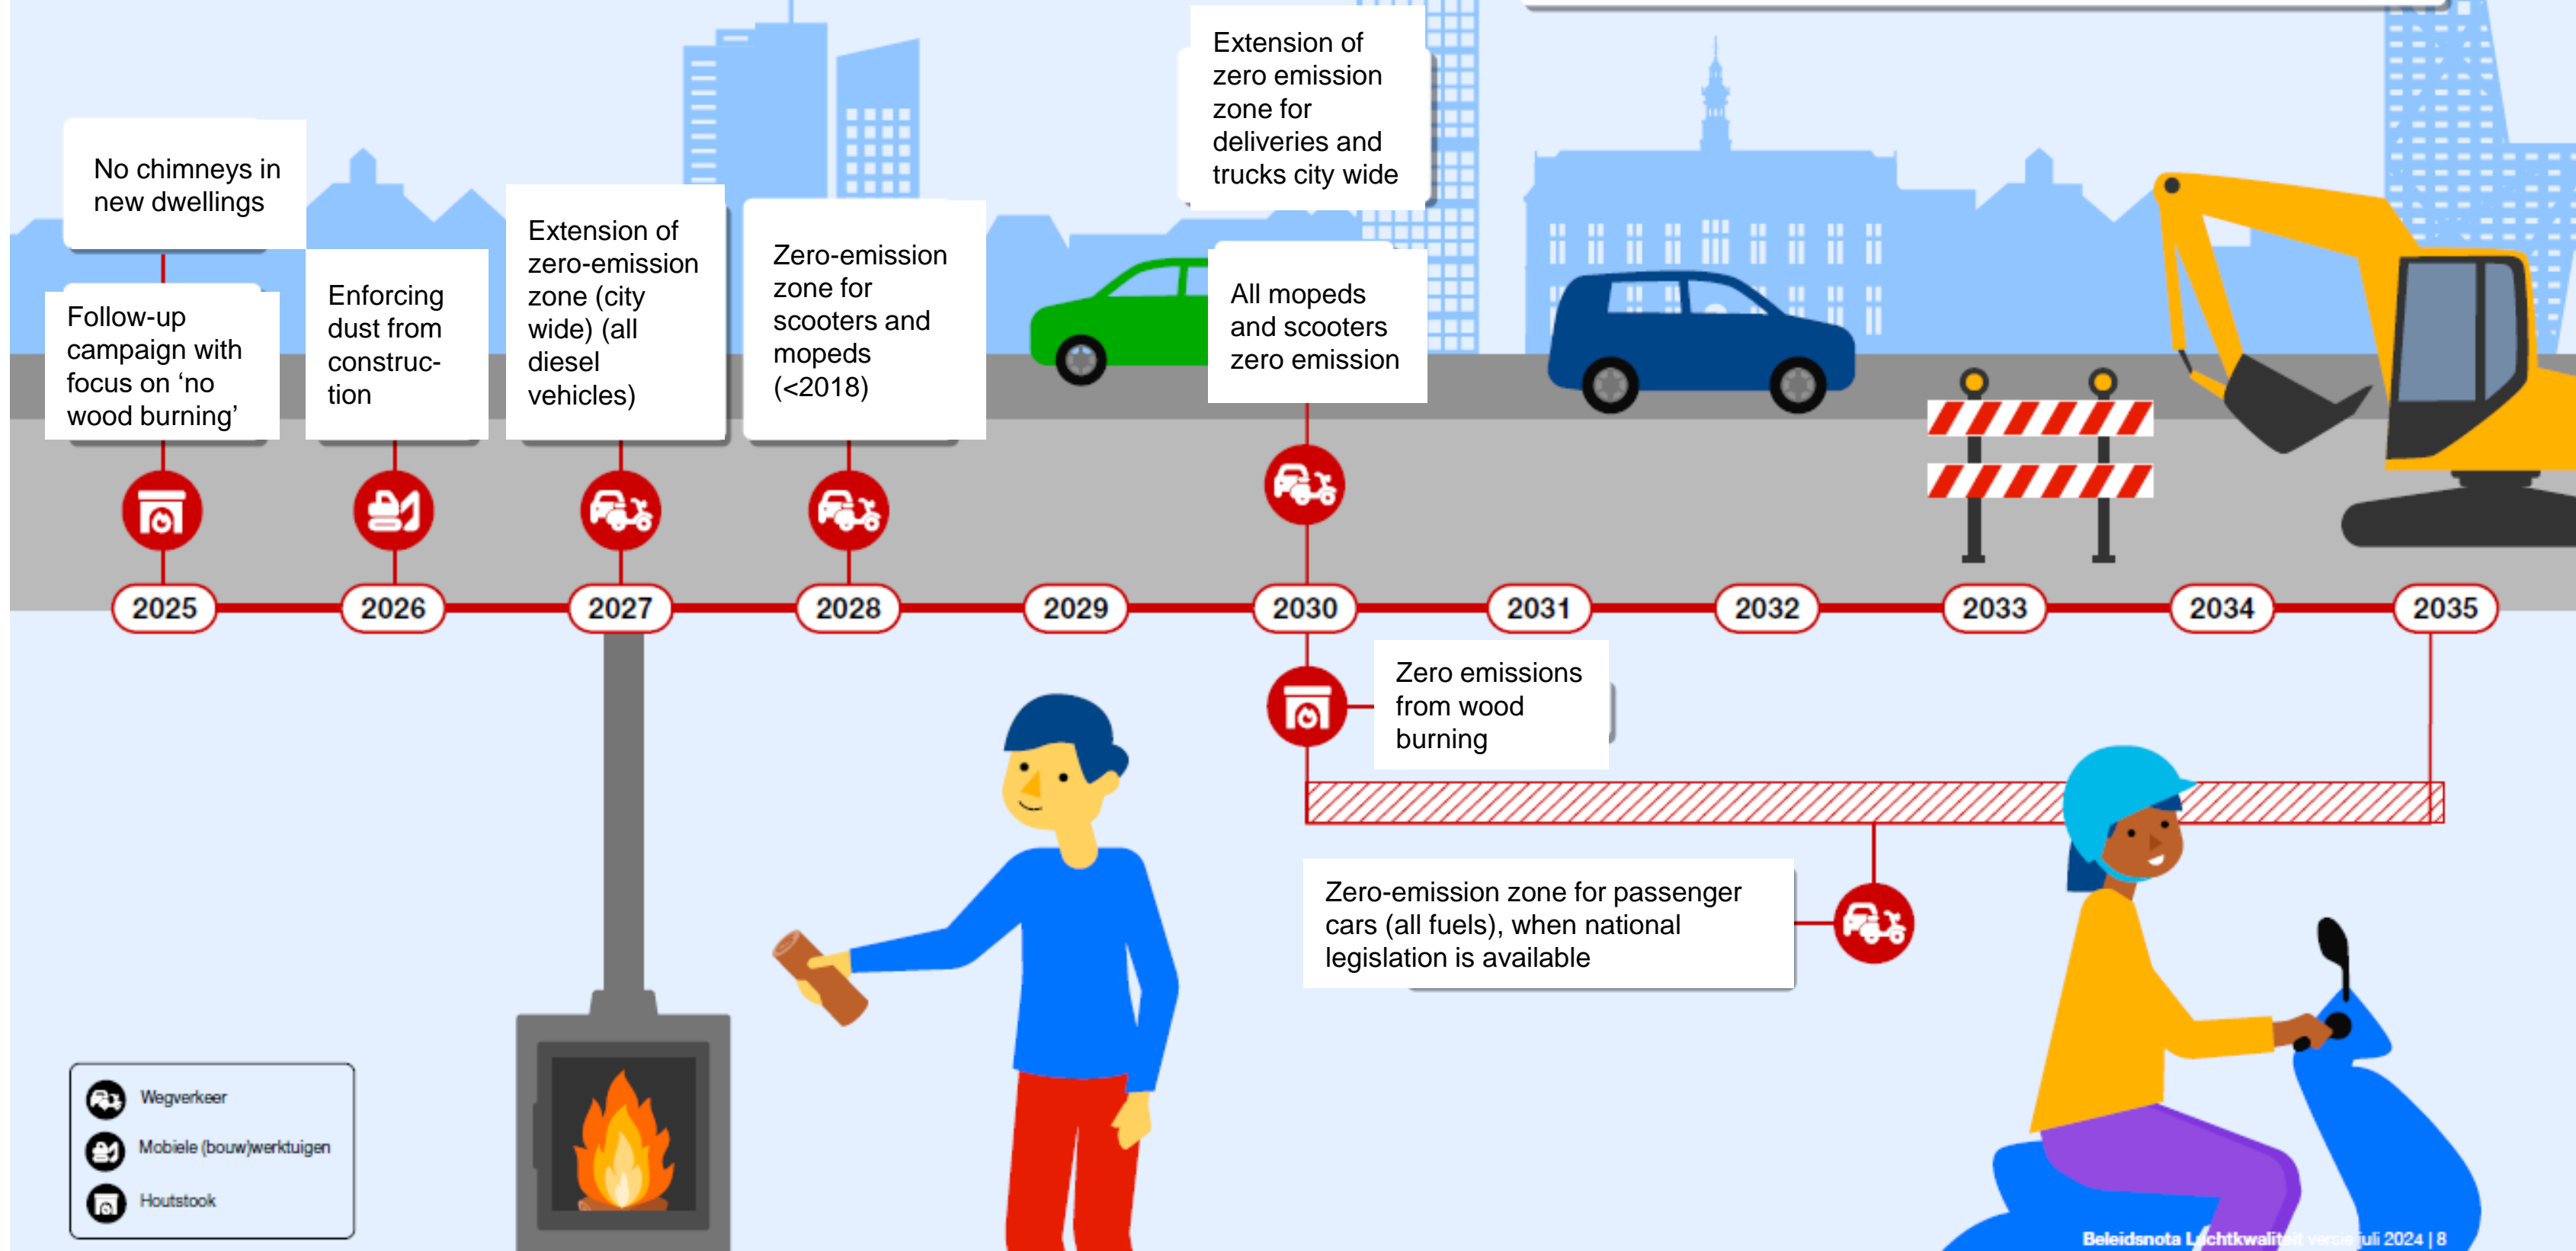 No chimneys in
new dwellings
Follow-up
campaign with
focus on ‘no
wood burning’
Enforcing
dust from
construc-
tion
Extension of
zero-emission
zone (city
wide) (all
diesel
vehicles)
Zero-emission
zone for
scooters and
mopeds
(<2018)
Extension of
zero emission
zone for
deliveries and
trucks city wide
All mopeds
and scooters
zero emission
2025
2026
2027
2028
2029
2030
2031
2032
2033
2034
2035
Zero emissions
from wood
burning
Zero-emission zone for passenger
cars (all fuels), when national
legislation is available
Wegverkeer
Mobiele (bouw)werktuigen
Houtstook
Beleidsnota Luchtkwaliteit versie juli 2024 | 8